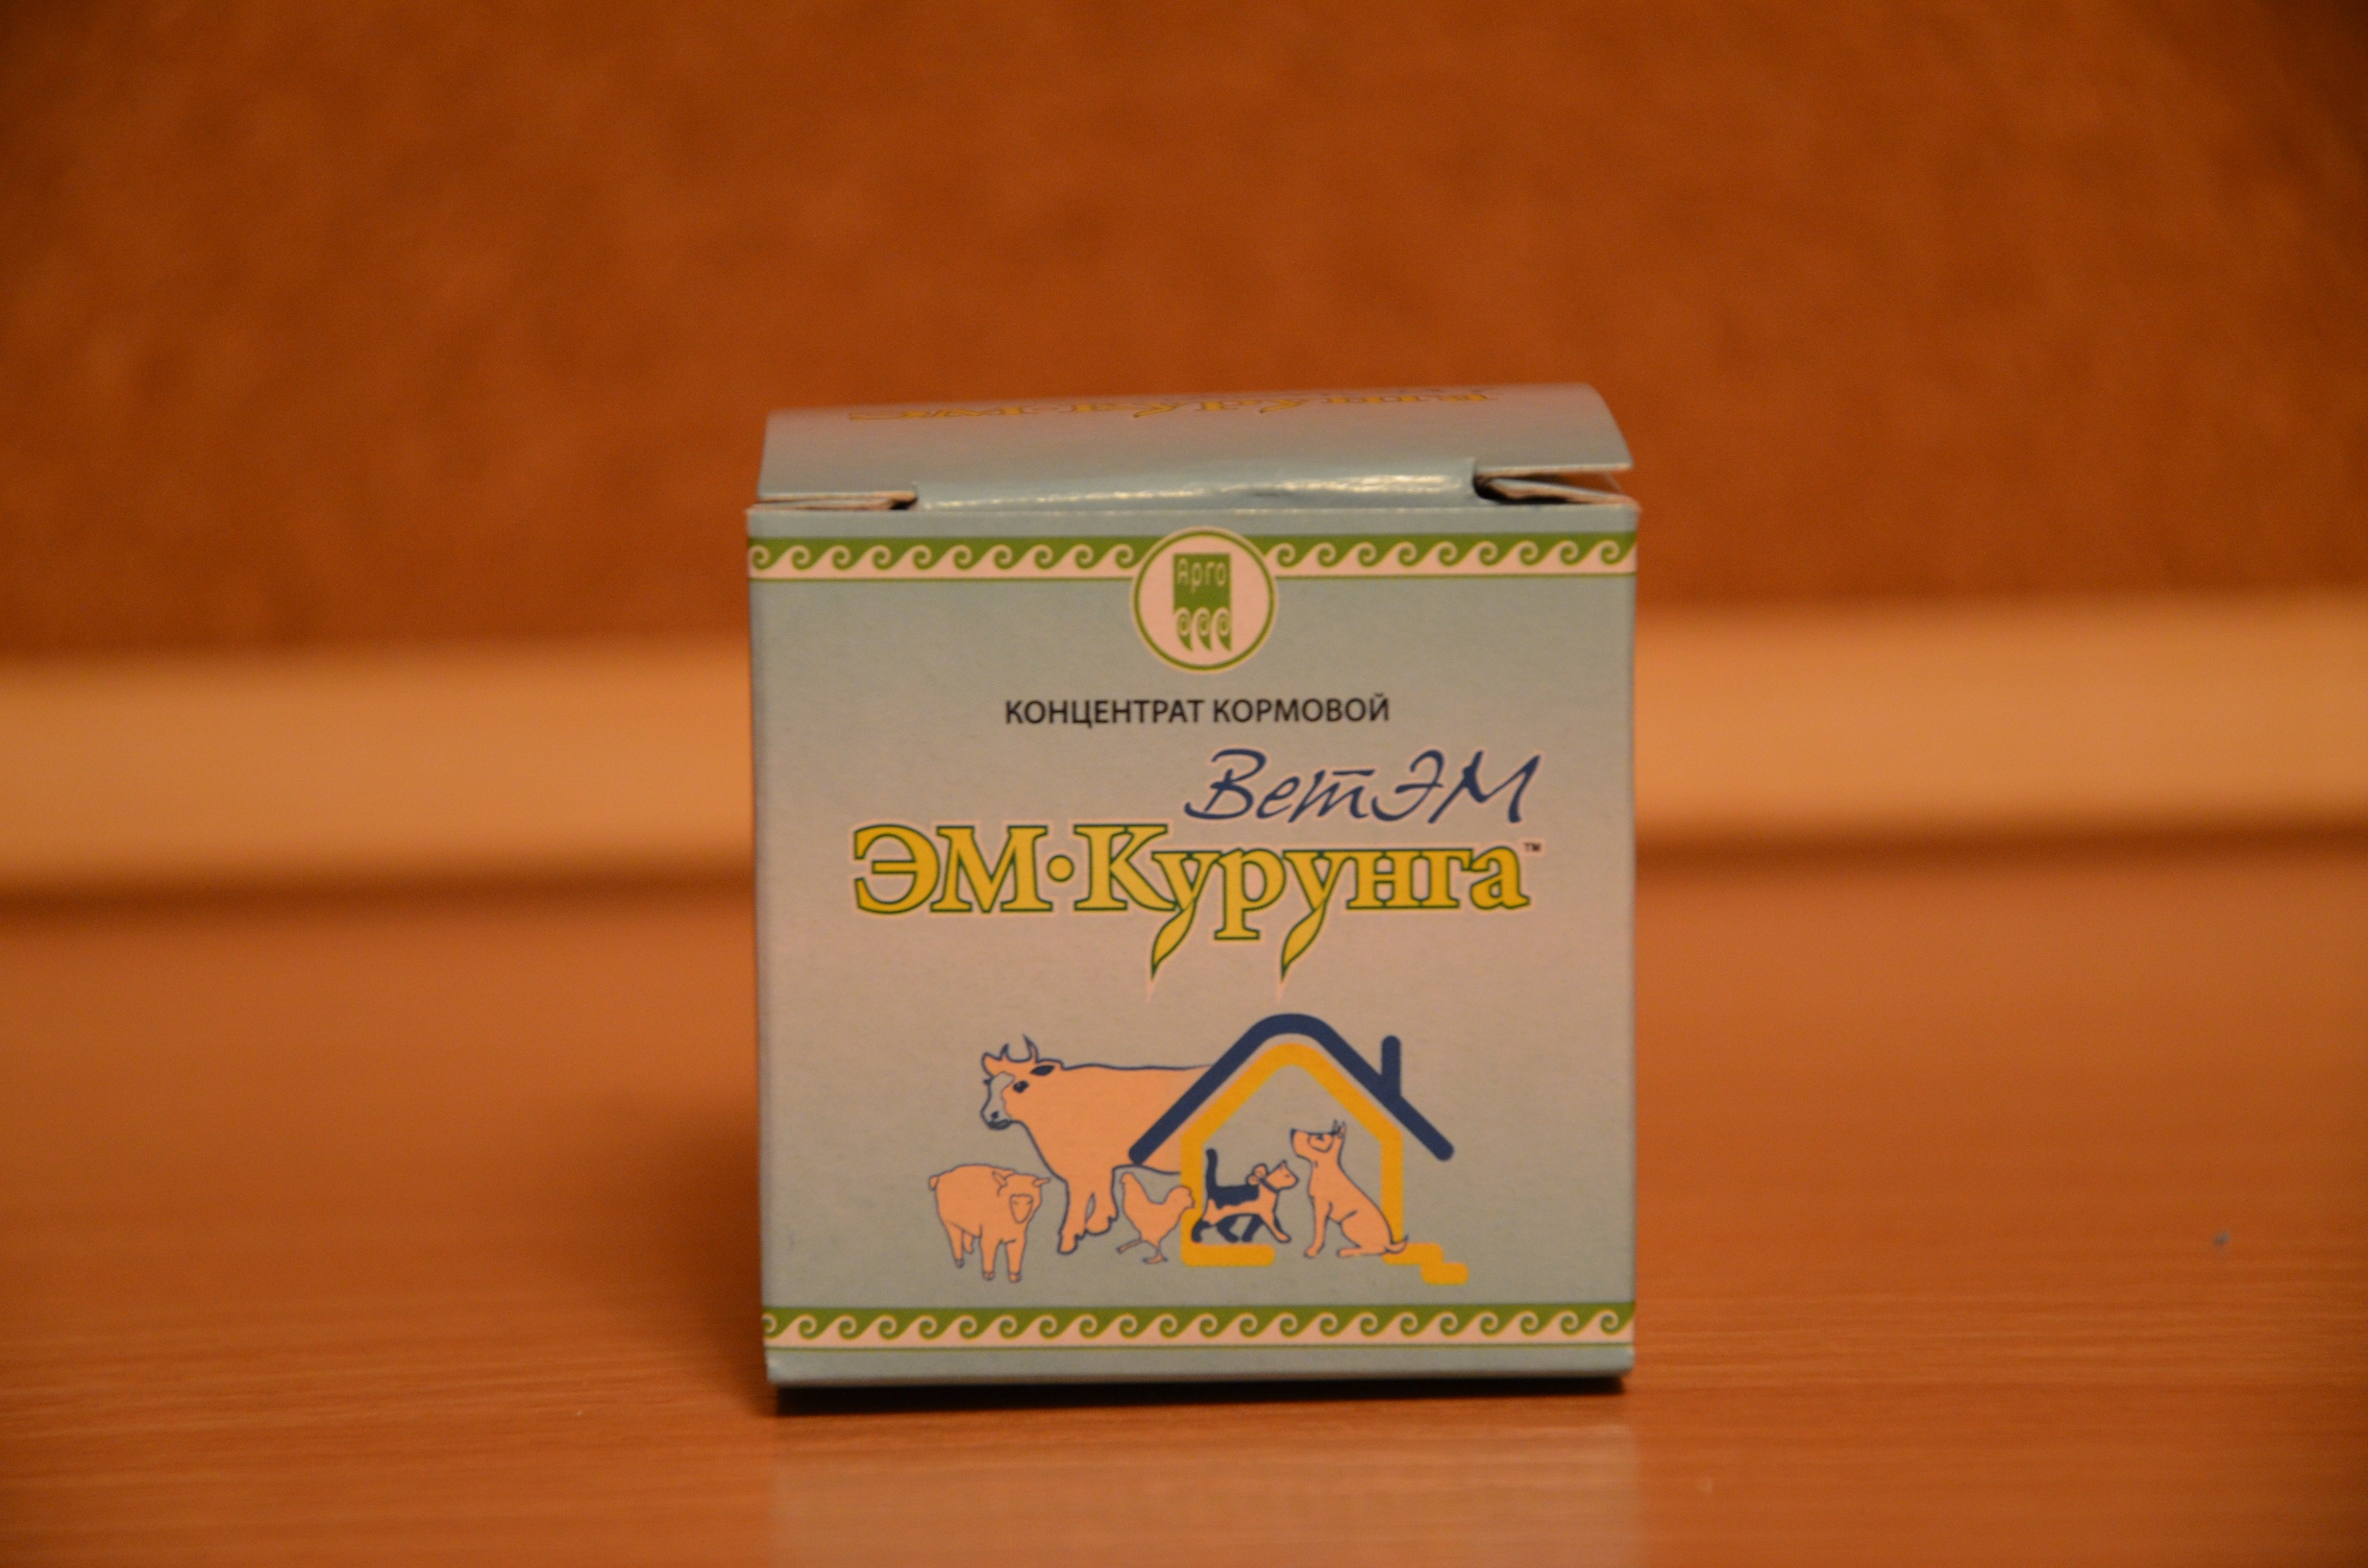 Арго
КОНЦЕНТРАТ КОРМОВОЙ
ВетЭМ
ЭМ•Курунга™